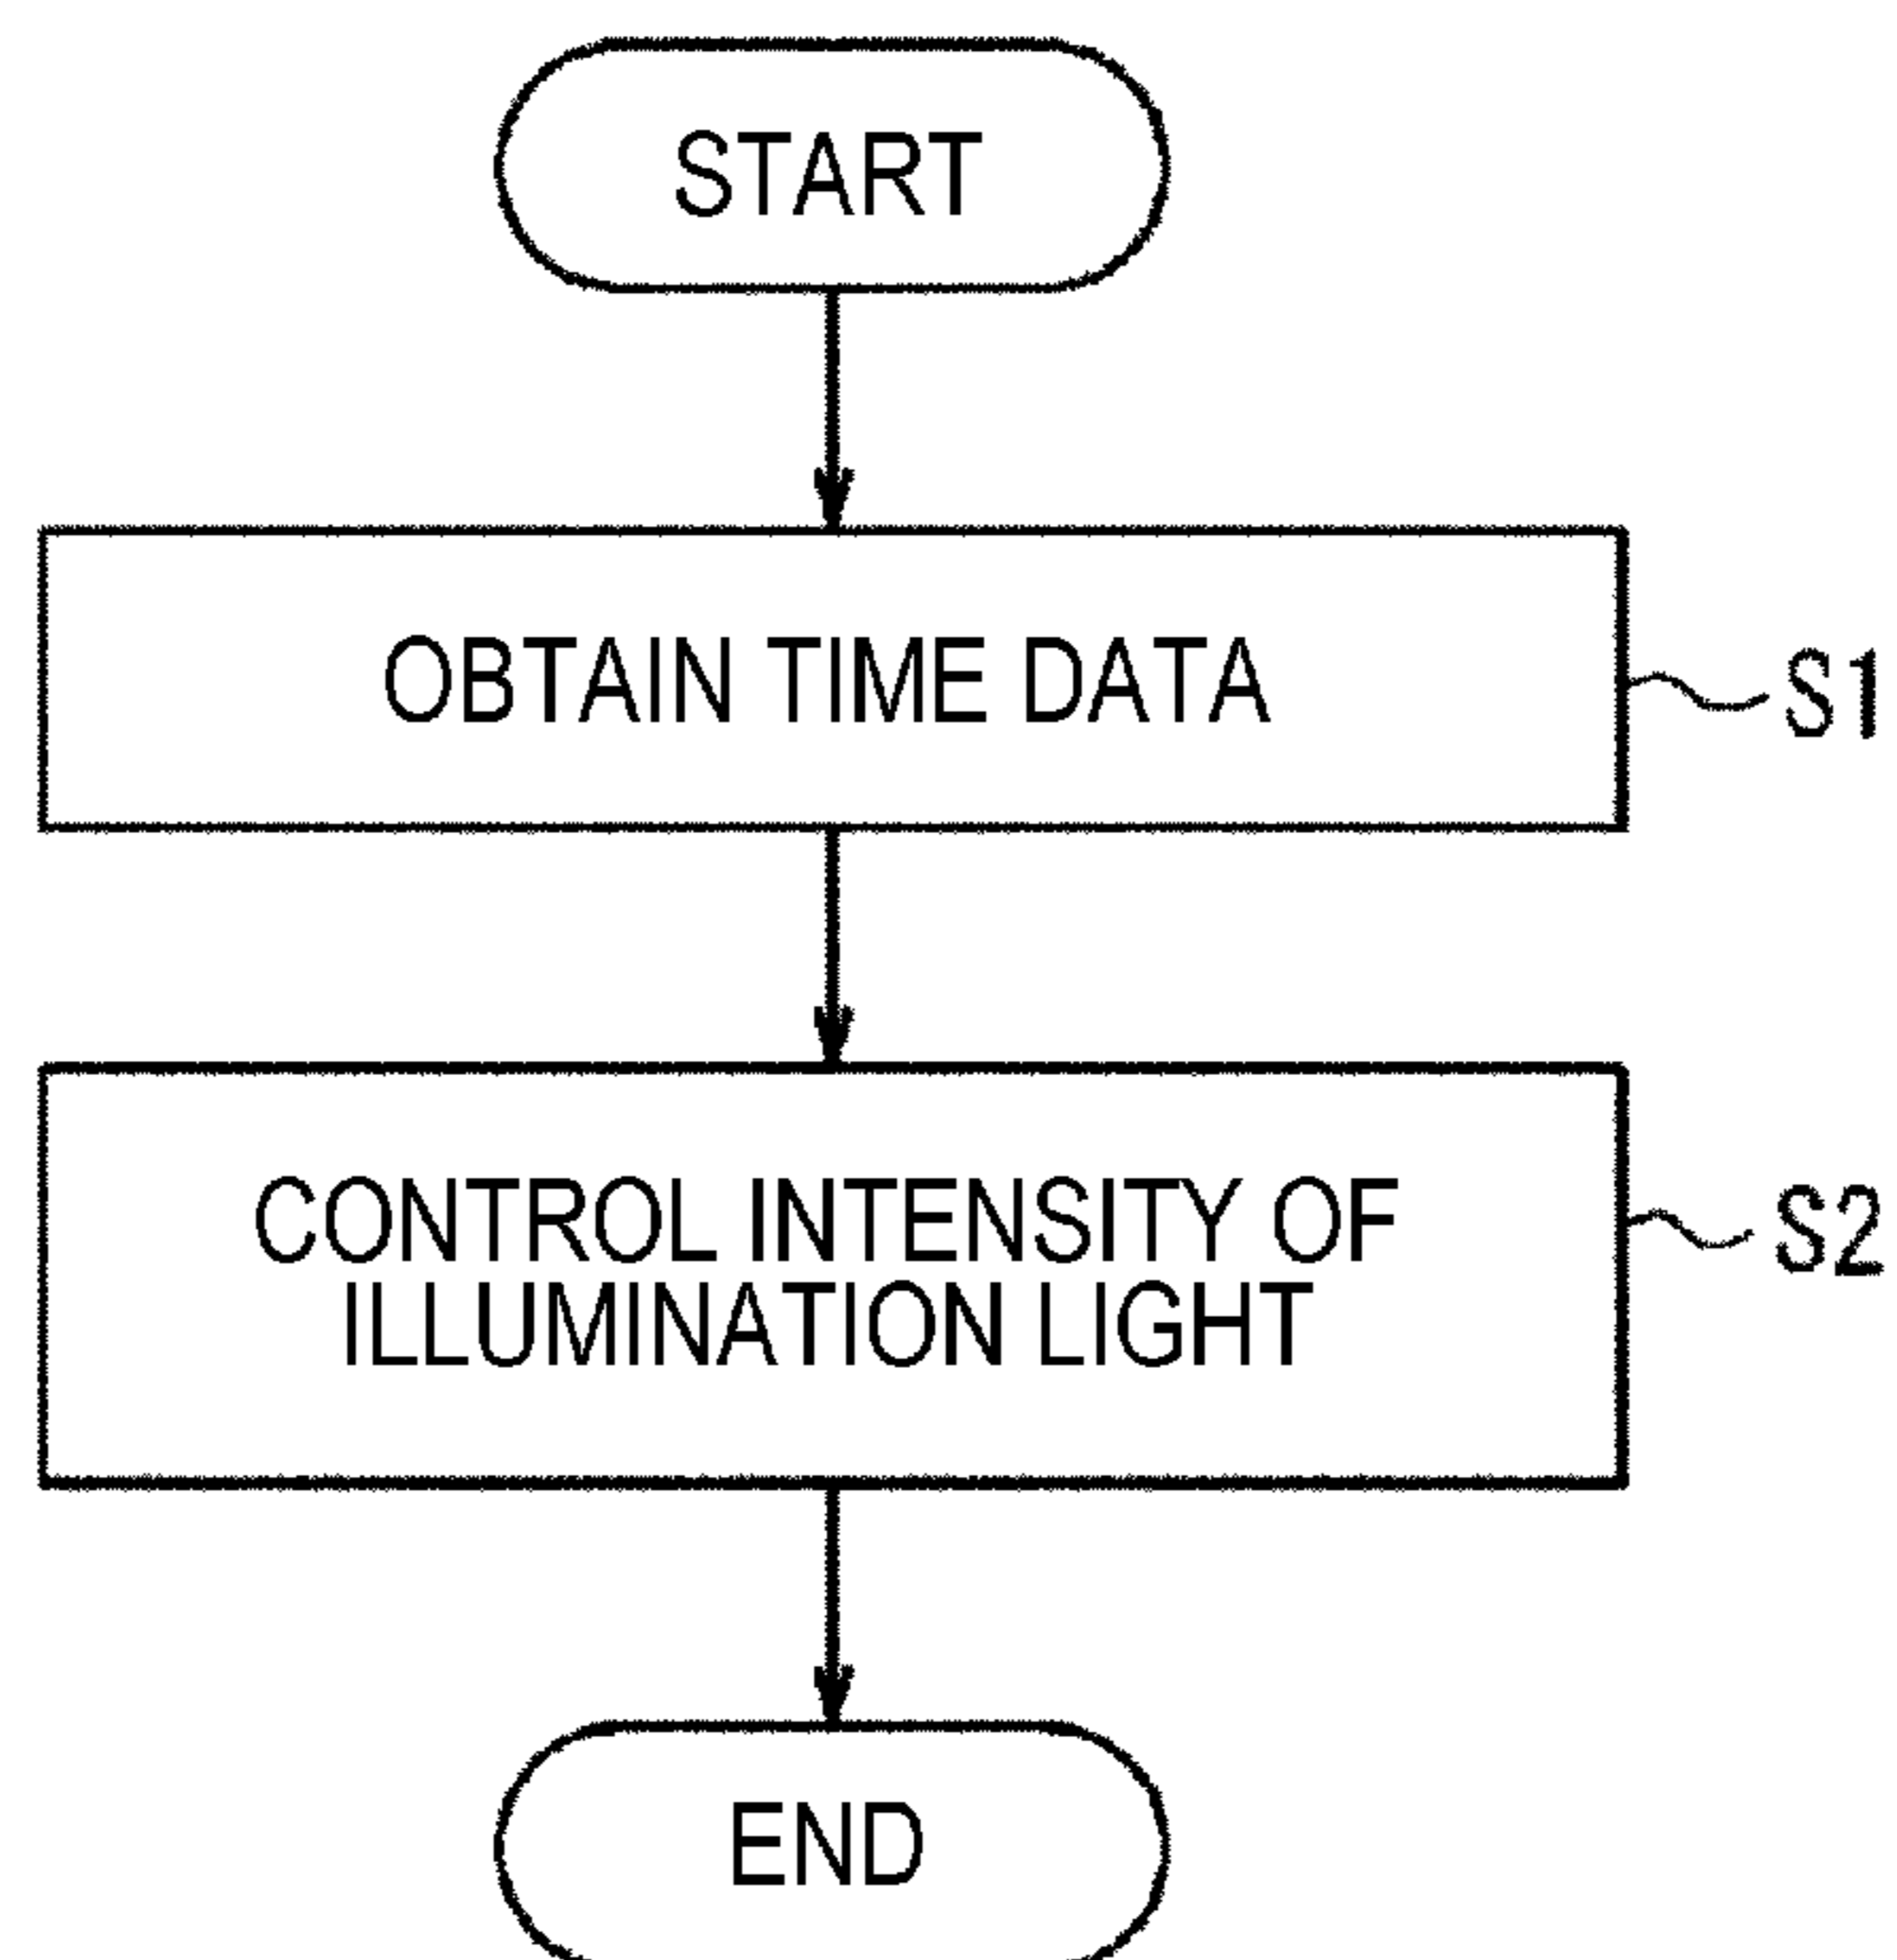 START
OBTAIN TIME DATA
S1
CONTROL INTENSITY OF
ILLUMINATION LIGHT
S2
END